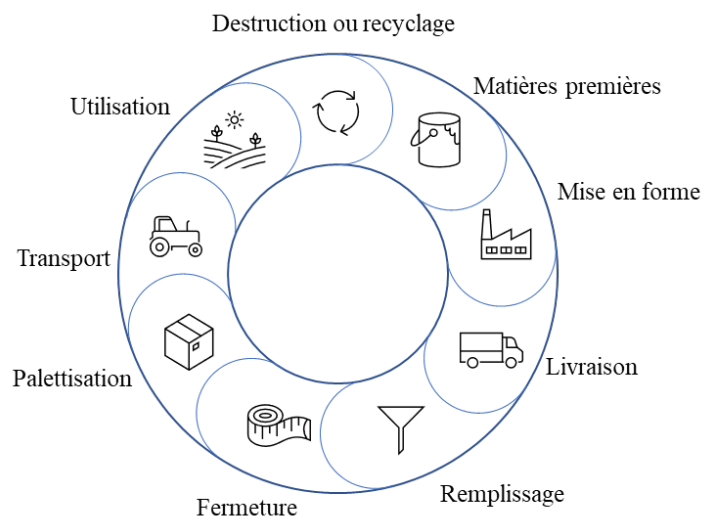 Destruction ou recyclage
Matières premières
Mise en forme
Livraison
Remplissage
Fermeture
Palettisation
Transport
Utilisation